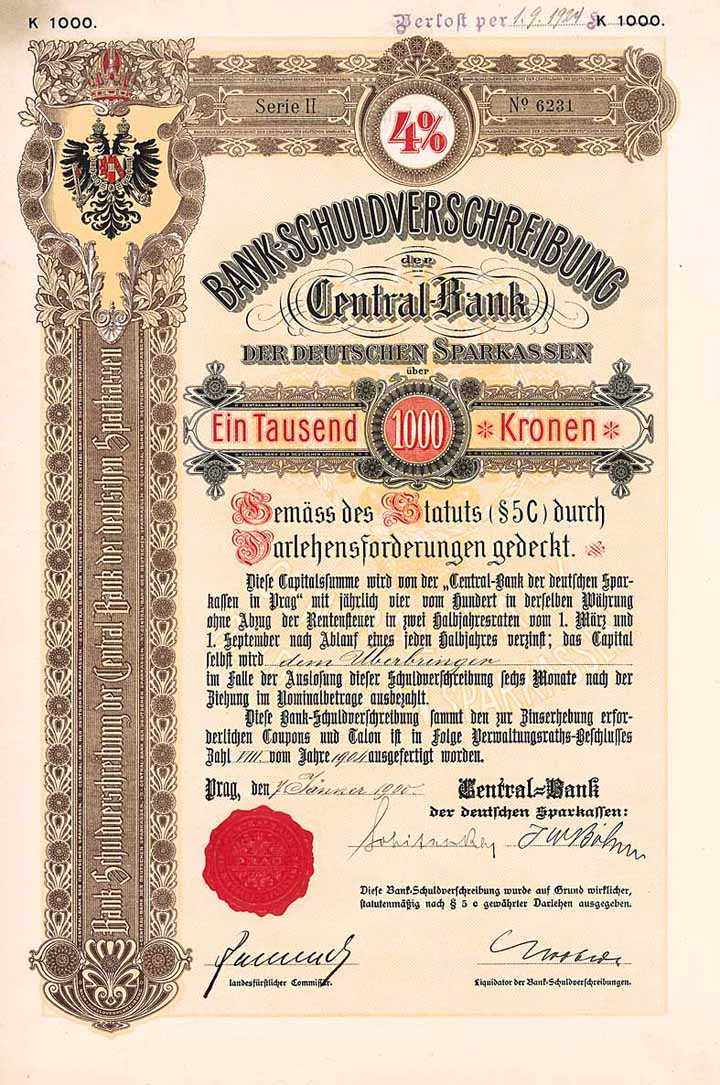 K 1000.
Verlost per 1. 9. 1924 K 1000.
Serie II
4%
Nº 6231
BANK-SCHULDVERSCHREIBUNG
der
Central-Bank
DER DEUTSCHEN SPARKASSEN
über
Ein Tausend 1000 * Kronen *
Gemäss des Statuts (§ 5 C) durch
Darlehensforderungen gedeckt.
Diese Capitalssumme wird von der „Central-Bank der deutschen Spar-
kassen in Prag“ mit jährlich vier vom Hundert in derselben Währung
ohne Abzug der Rentensteuer in zwei Halbjahresraten vom 1. März und
1. September nach Ablauf eines jeden Halbjahres verzinst; das Capital
selbst wird dem Überbringer
im Falle der Auslosung dieser Schuldverschreibung sechs Monate nach der
Ziehung im Nominalbetrage ausbezahlt.
Diese Bank-Schuldverschreibung sammt den zur Zinserhebung erfor-
derlichen Coupons und Talon ist in Folge Verwaltungsraths-Beschlusses
Zahl VIII vom Jahre 1904 ausgefertigt worden.
Prag, den 7. Jänner 1920.
Central-Bank
der deutschen Sparkassen:
Diese Bank-Schuldverschreibung wurde auf Grund wirklicher,
statutenmäßig nach § 5 c gewährter Darlehen ausgegeben.
landesfürstlicher Commissär.
Liquidator der Bank-Schuldverschreibungen.
Bank-Schuldverschreibung der Central-Bank der deutschen Sparkassen